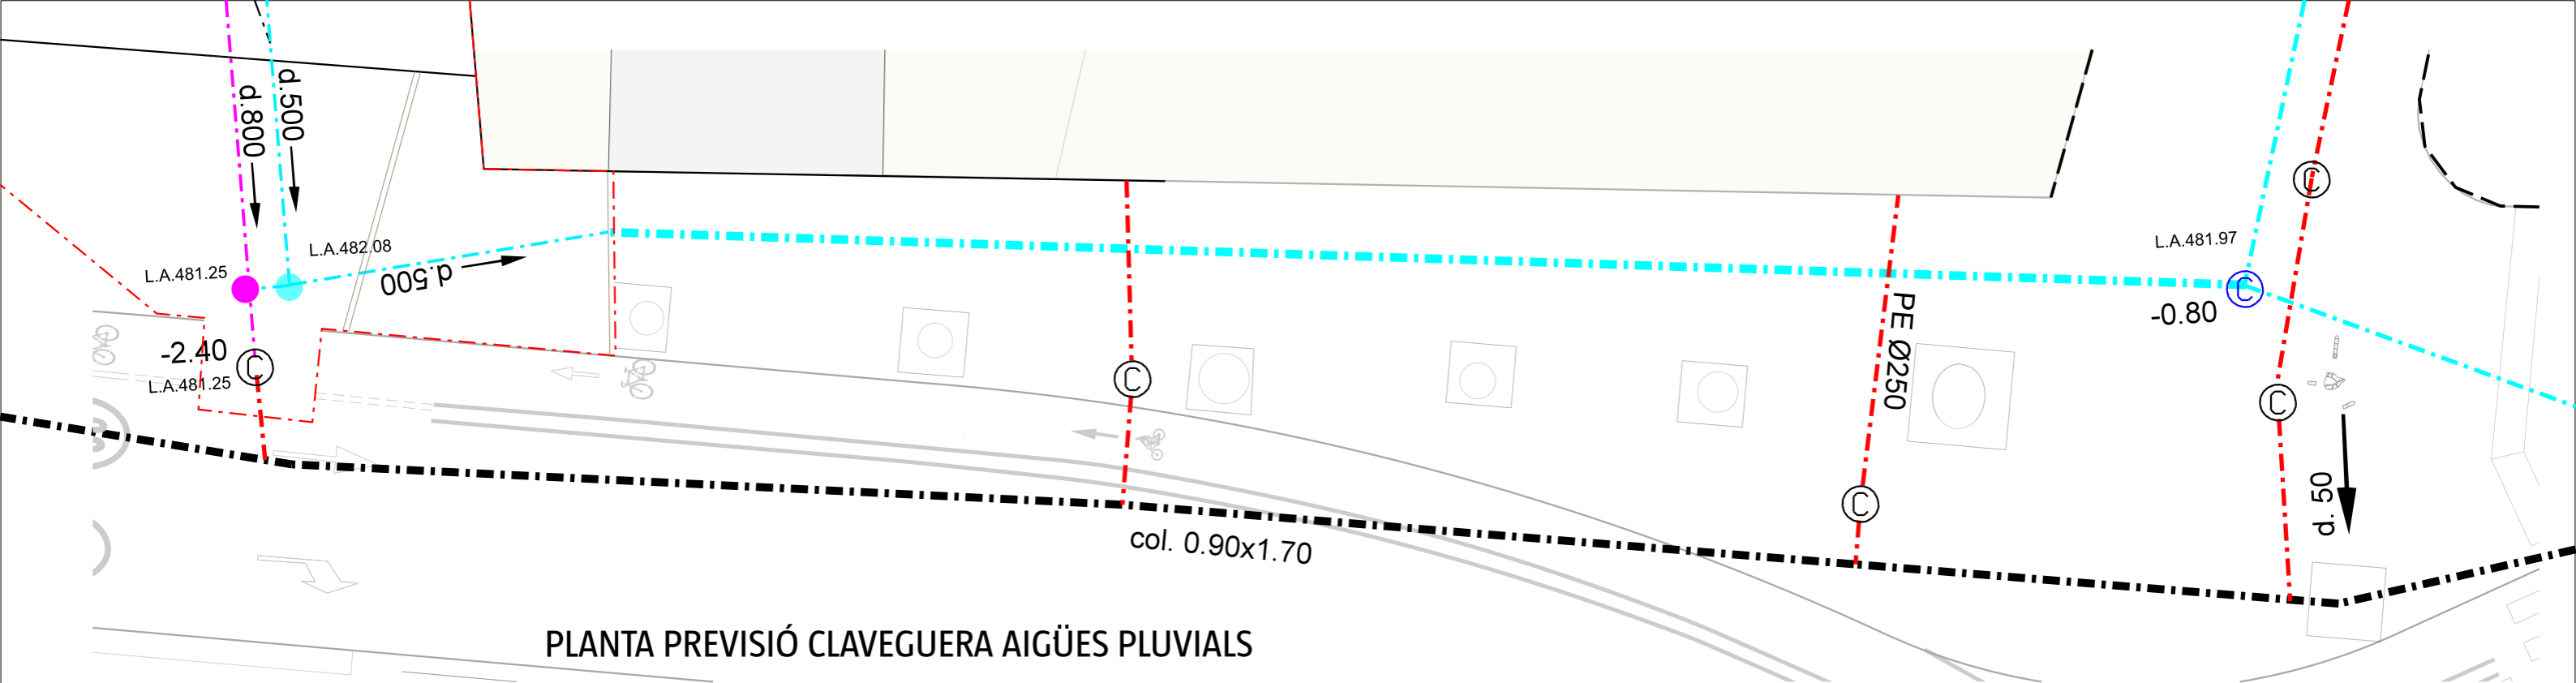 d.800
d.500
L.A.482.08
L.A.481.25
d.500
-2.40
C
L.A.481.25
C
PE Ø250
C
L.A.481.97
C
-0.80
C
C
d. 50
col. 0.90x1.70
PLANTA PREVISIÓ CLAVEGUERA AIGÜES PLUVIALS